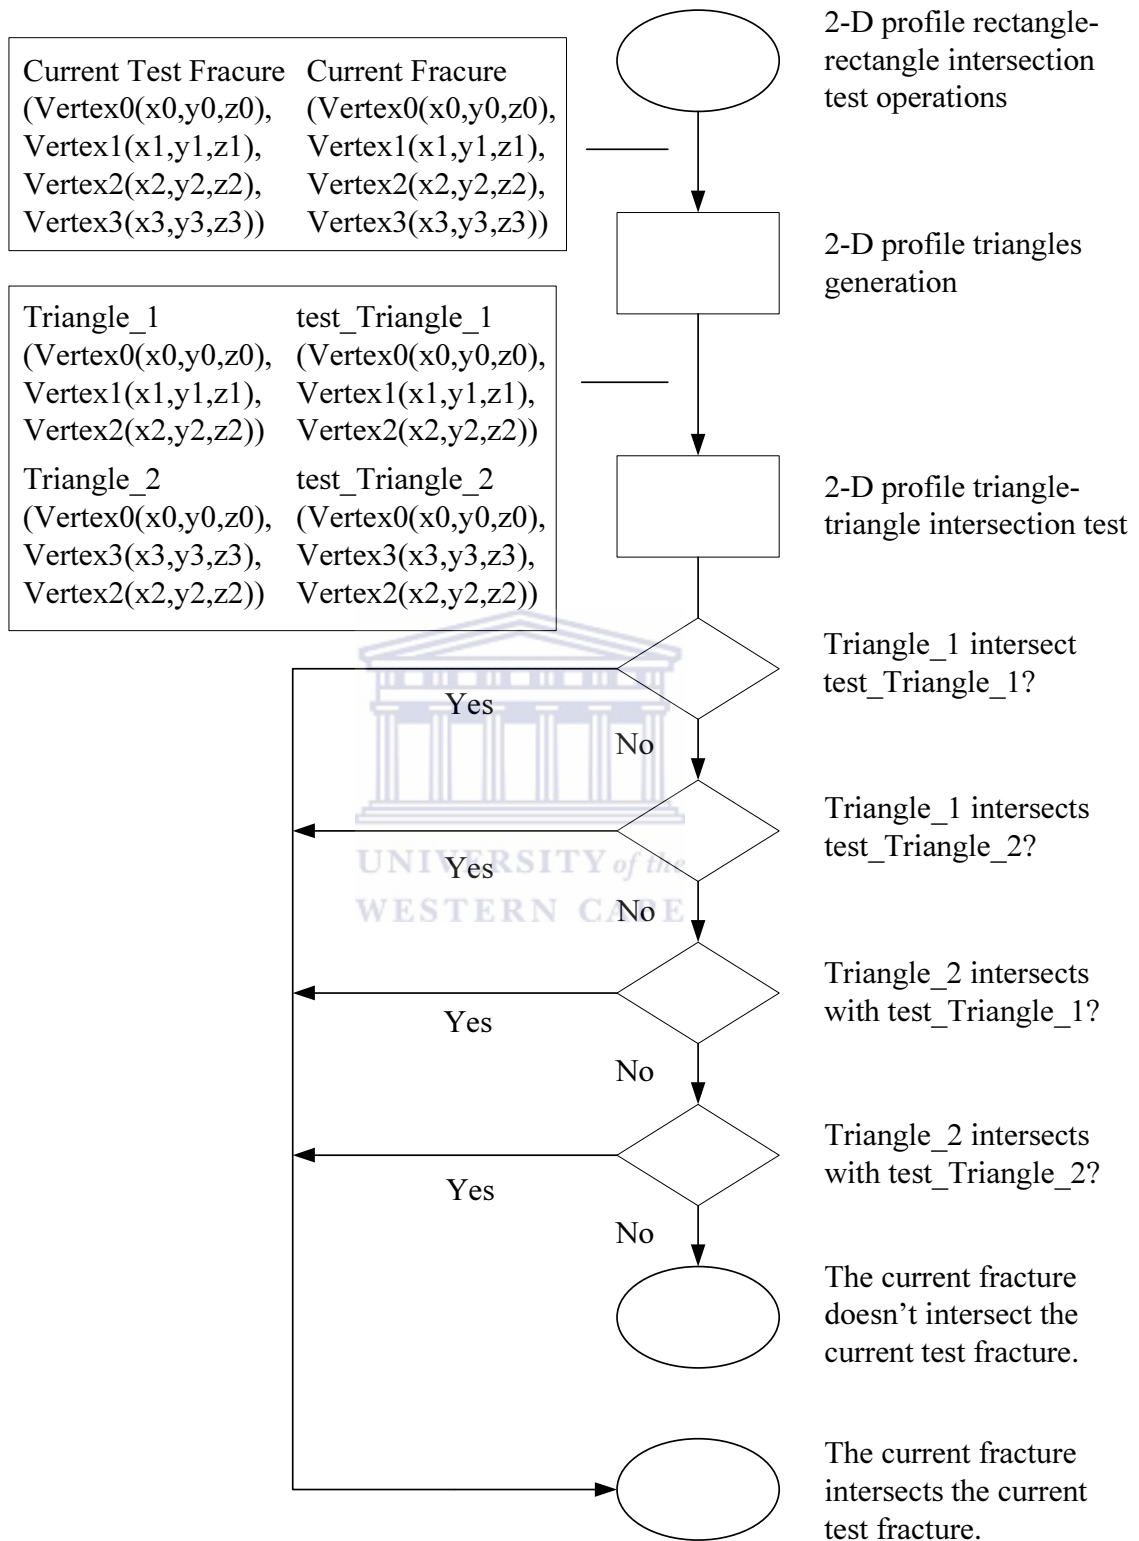 2-D profile rectangle-
rectangle intersection
test operations
Current Test Fracure Current Fracure
(Vertex0(x0,y0,z0), (Vertex0(x0,y0,z0),
Vertex1(x1,y1,z1), Vertex1(x1,y1,z1),
Vertex2(x2,y2,z2), Vertex2(x2,y2,z2),
Vertex3(x3,y3,z3)) Vertex3(x3,y3,z3))
2-D profile triangles
generation
Triangle_1 test_Triangle_1
(Vertex0(x0,y0,z0), (Vertex0(x0,y0,z0),
Vertex1(x1,y1,z1), Vertex1(x1,y1,z1),
Vertex2(x2,y2,z2)) Vertex2(x2,y2,z2))
Triangle_2 test_Triangle_2
(Vertex0(x0,y0,z0), (Vertex0(x0,y0,z0),
Vertex3(x3,y3,z3), Vertex3(x3,y3,z3),
Vertex2(x2,y2,z2)) Vertex2(x2,y2,z2))
2-D profile triangle-
triangle intersection test
Triangle_1 intersect
test_Triangle_1?
Yes
No
Triangle_1 intersects
test_Triangle_2?
UNIVERSITY of the
Yes
WESTERN CAPE
No
Triangle_2 intersects
with test_Triangle_1?
Yes
No
Triangle_2 intersects
with test_Triangle_2?
Yes
No
The current fracture
doesn’t intersect the
current test fracture.
The current fracture
intersects the current
test fracture.